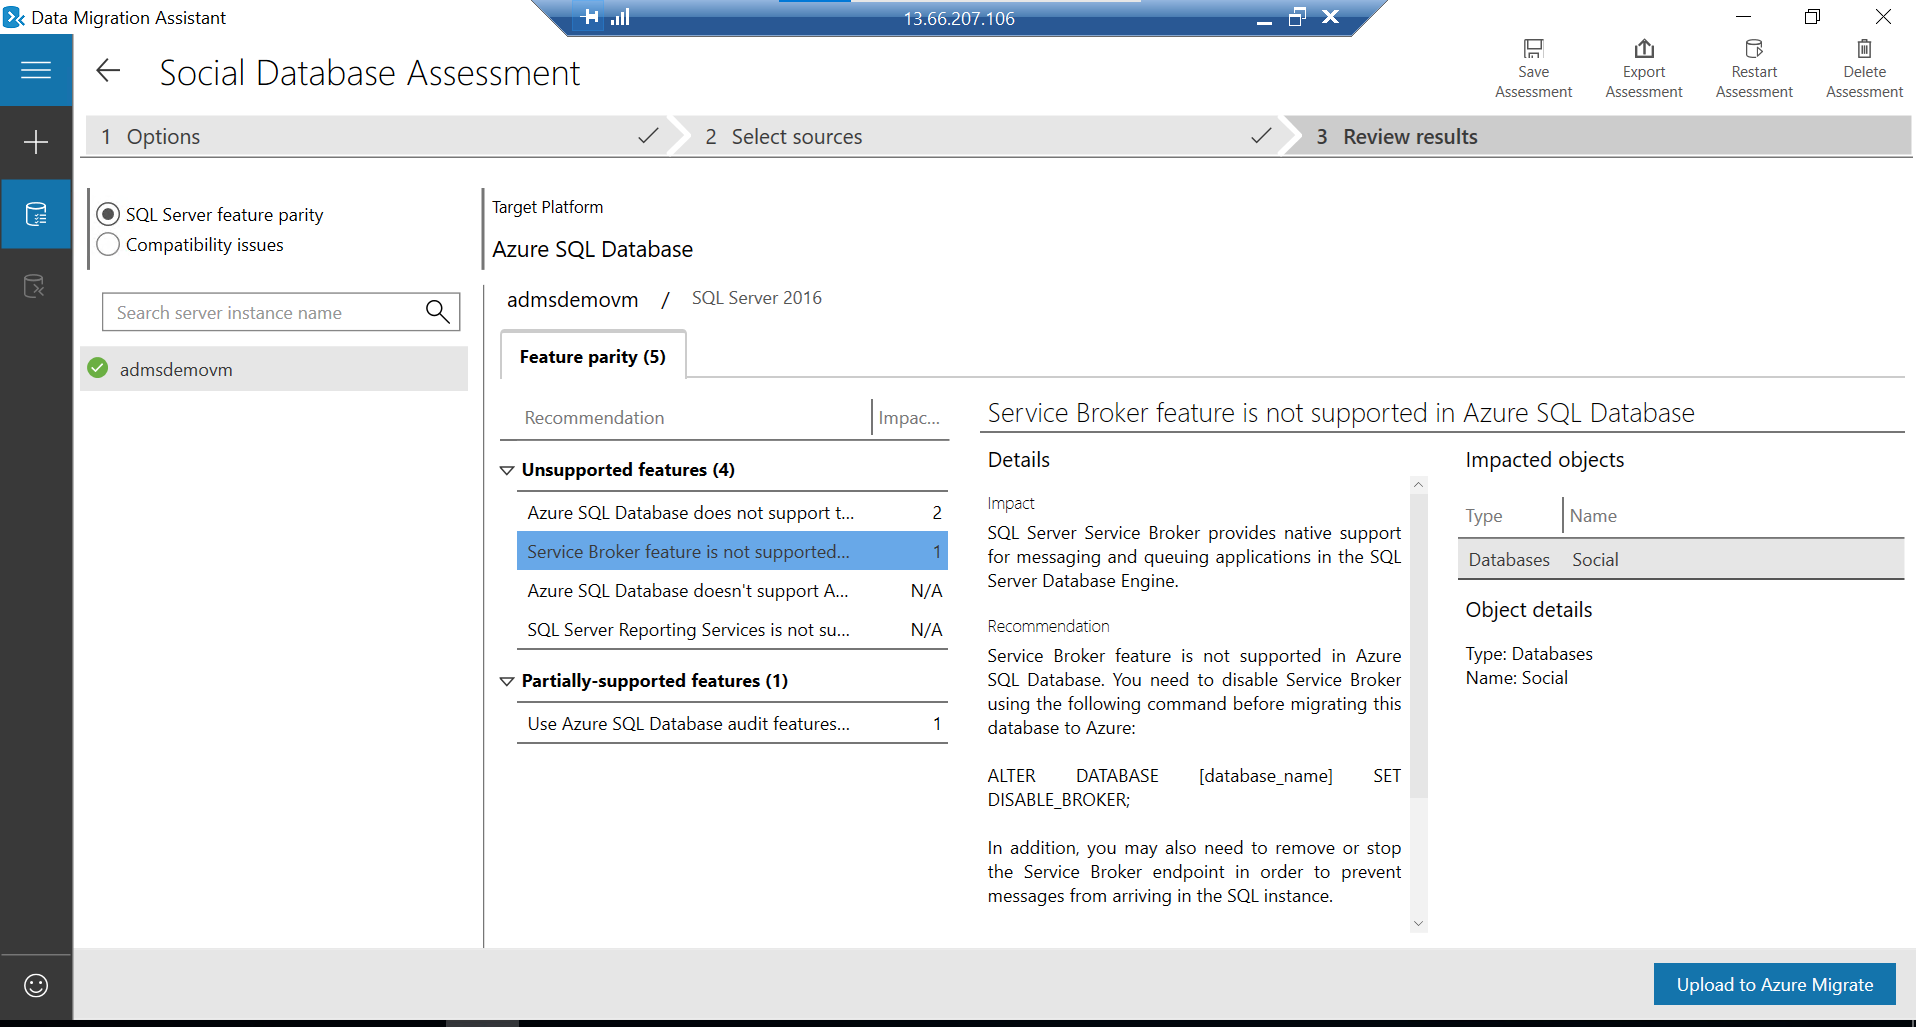 Data Migration Assistant
13.66.207.106
Social Database Assessment
Save Assessment
Export Assessment
Restart Assessment
Delete Assessment
1 Options
2 Select sources
3 Review results
SQL Server feature parity
Compatibility issues
Search server instance name
admsdemovm
Target Platform
Azure SQL Database
admsdemovm / SQL Server 2016
Feature parity (5)
Recommendation Impac...
Unsupported features (4)
Azure SQL Database does not support t... 2
Service Broker feature is not supported... 1
Azure SQL Database doesn't support A... N/A
SQL Server Reporting Services is not su... N/A
Partially-supported features (1)
Use Azure SQL Database audit features... 1
Service Broker feature is not supported in Azure SQL Database
Details
Impact
SQL Server Service Broker provides native support
for messaging and queuing applications in the SQL
Server Database Engine.
Recommendation
Service Broker feature is not supported in Azure
SQL Database. You need to disable Service Broker
using the following command before migrating this
database to Azure:
ALTER DATABASE [database_name] SET
DISABLE_BROKER;
In addition, you may also need to remove or stop
the Service Broker endpoint in order to prevent
messages from arriving in the SQL instance.
Impacted objects
Type Name
Databases Social
Object details
Type: Databases
Name: Social
Upload to Azure Migrate